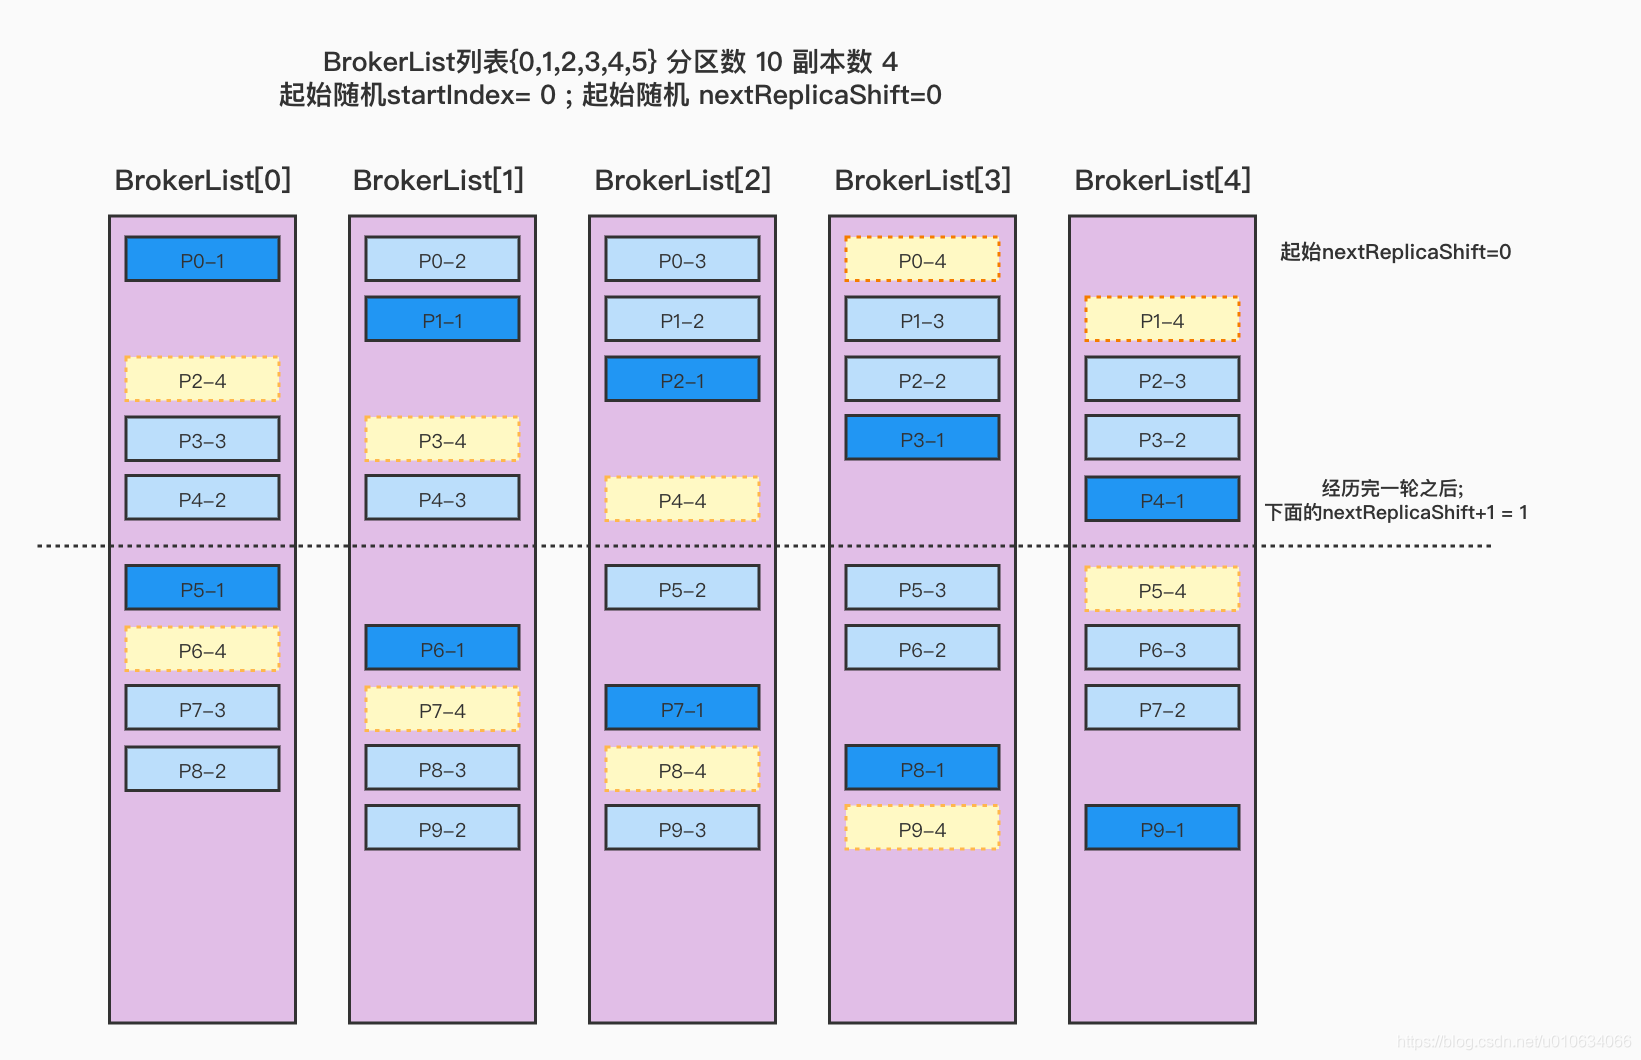 BrokerList列表{0,1,2,3,4,5} 分区数 10 副本数 4
起始随机startIndex= 0 ; 起始随机 nextReplicaShift=0
BrokerList[0] BrokerList[1] BrokerList[2] BrokerList[3] BrokerList[4]
P0-1 P0-2 P0-3 P0-4
起始nextReplicaShift=0
P1-1 P1-2 P1-3 P1-4
P2-4 P2-1 P2-2 P2-3
P3-3 P3-4 P3-1 P3-2
P4-2 P4-3 P4-4 P4-1
经历完一轮之后;
下面的nextReplicaShift+1 = 1
P5-1 P5-2 P5-3 P5-4
P6-4 P6-1 P6-2 P6-3
P7-3 P7-4 P7-1 P7-2
P8-2 P8-3 P8-4 P8-1
P9-2 P9-3 P9-4 P9-1
https://blog.csdn.net/u010634066